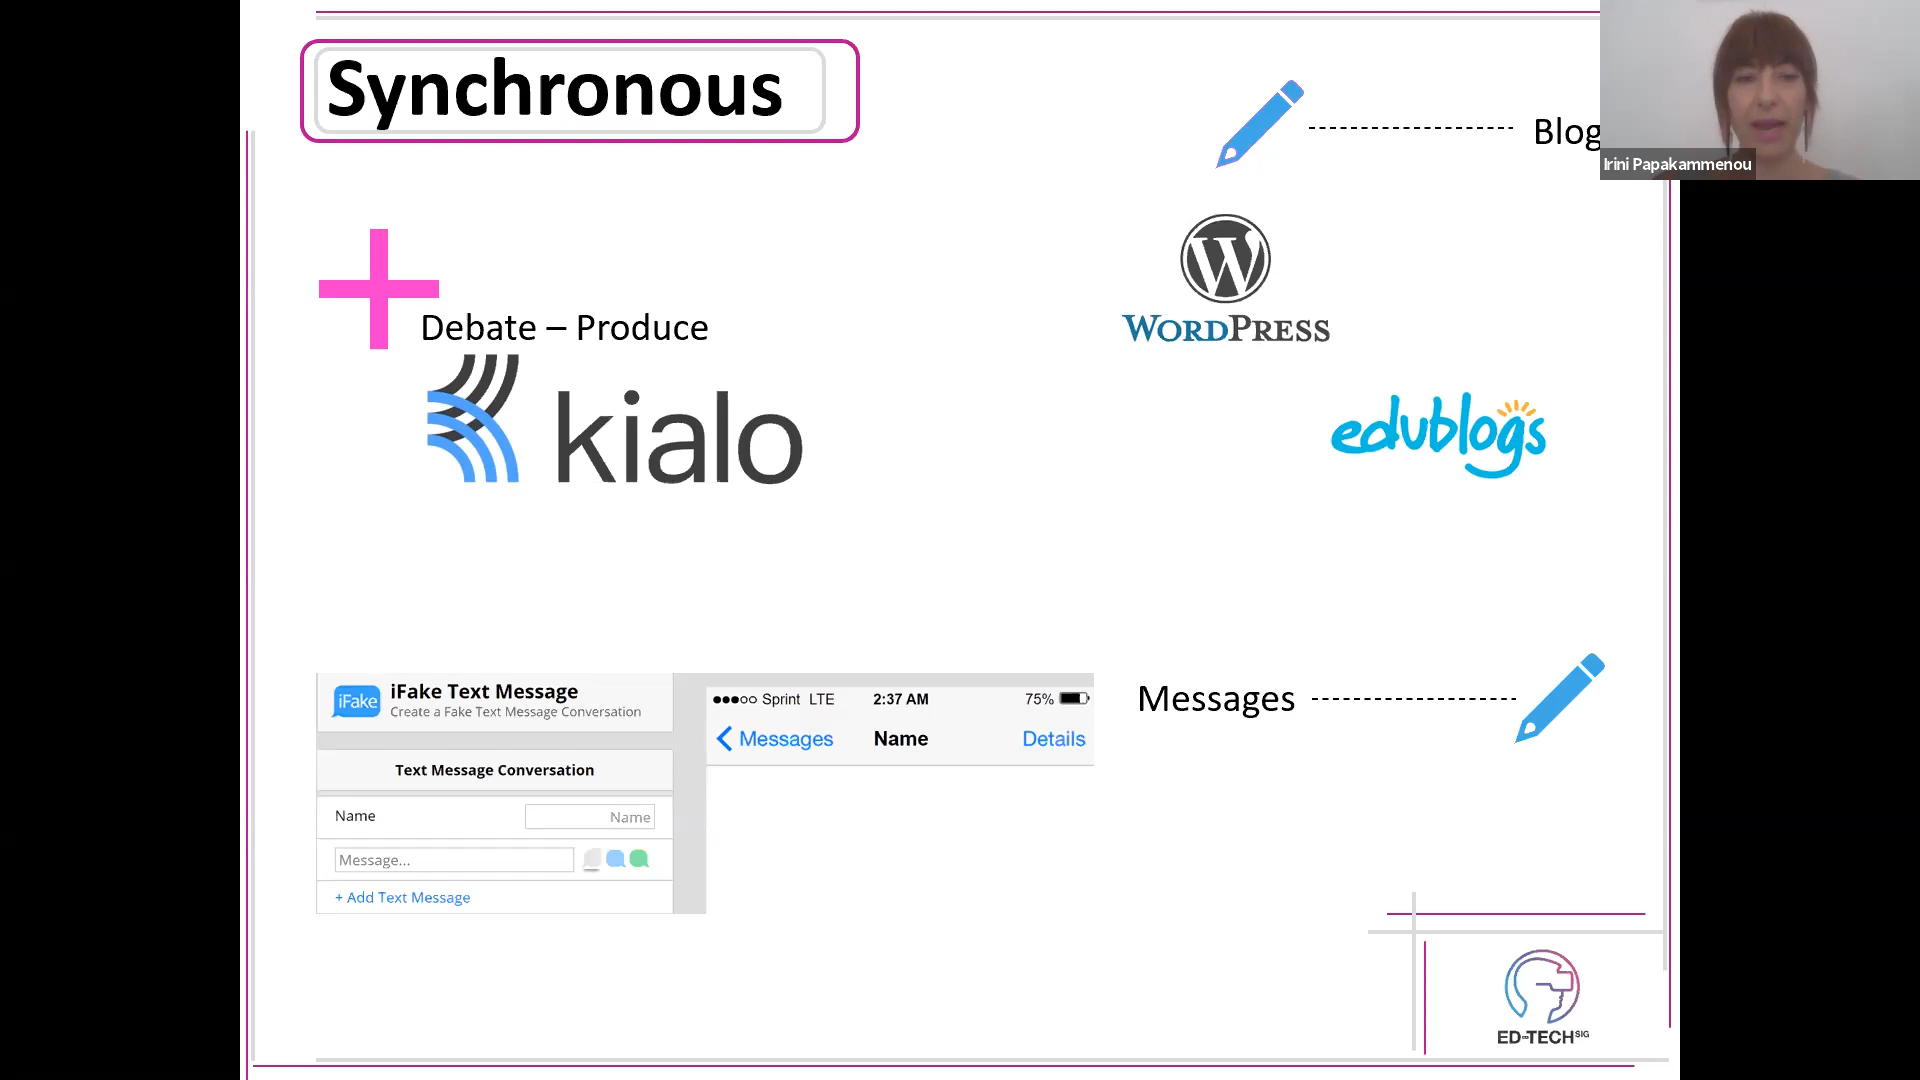 Synchronous
Blog
Irini Papakammenou
Debate – Produce
WORDPRESS
kialo
edublogs
iFake
iFake Text Message
Create a Fake Text Message Conversation
Text Message Conversation
Name
Name
Message...
+ Add Text Message
Sprint LTE 2:37 AM 75%
Messages Name Details
Messages
ED-TECH SIG